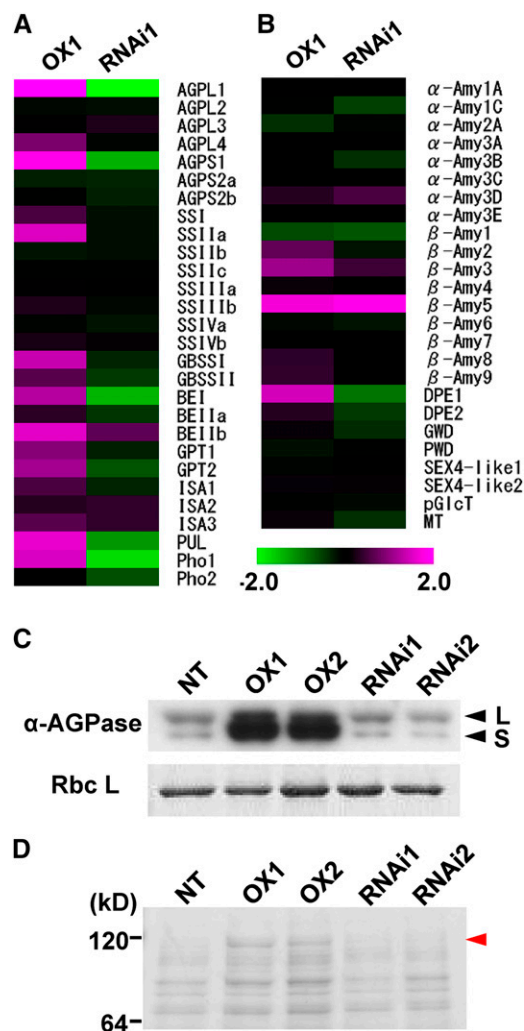 A
OX1 RNAi1
AGPL1
AGPL2
AGPL3
AGPL4
AGPS1
AGPS2a
AGPS2b
SSI
SSIIa
SSIIb
SSIIc
SSIIIa
SSIIIb
SSIVa
SSIVb
GBSSI
GBSSII
BEI
BEIIa
BEIIb
GPT1
GPT2
ISA1
ISA2
ISA3
PUL
Pho1
Pho2
B
OX1 RNAi1
α-Amy1A
α-Amy1C
α-Amy2A
α-Amy3A
α-Amy3B
α-Amy3C
α-Amy3D
α-Amy3E
β-Amy1
β-Amy2
β-Amy3
β-Amy4
β-Amy5
β-Amy6
β-Amy7
β-Amy8
β-Amy9
DPE1
DPE2
GWD
PWD
SEX4-like1
SEX4-like2
pGlcT
MT
-2.0 2.0
C
NT OX1 OX2 RNAi1 RNAi2
α-AGPase
L
S
Rbc L
D
NT OX1 OX2 RNAi1 RNAi2
(kD)
120
64